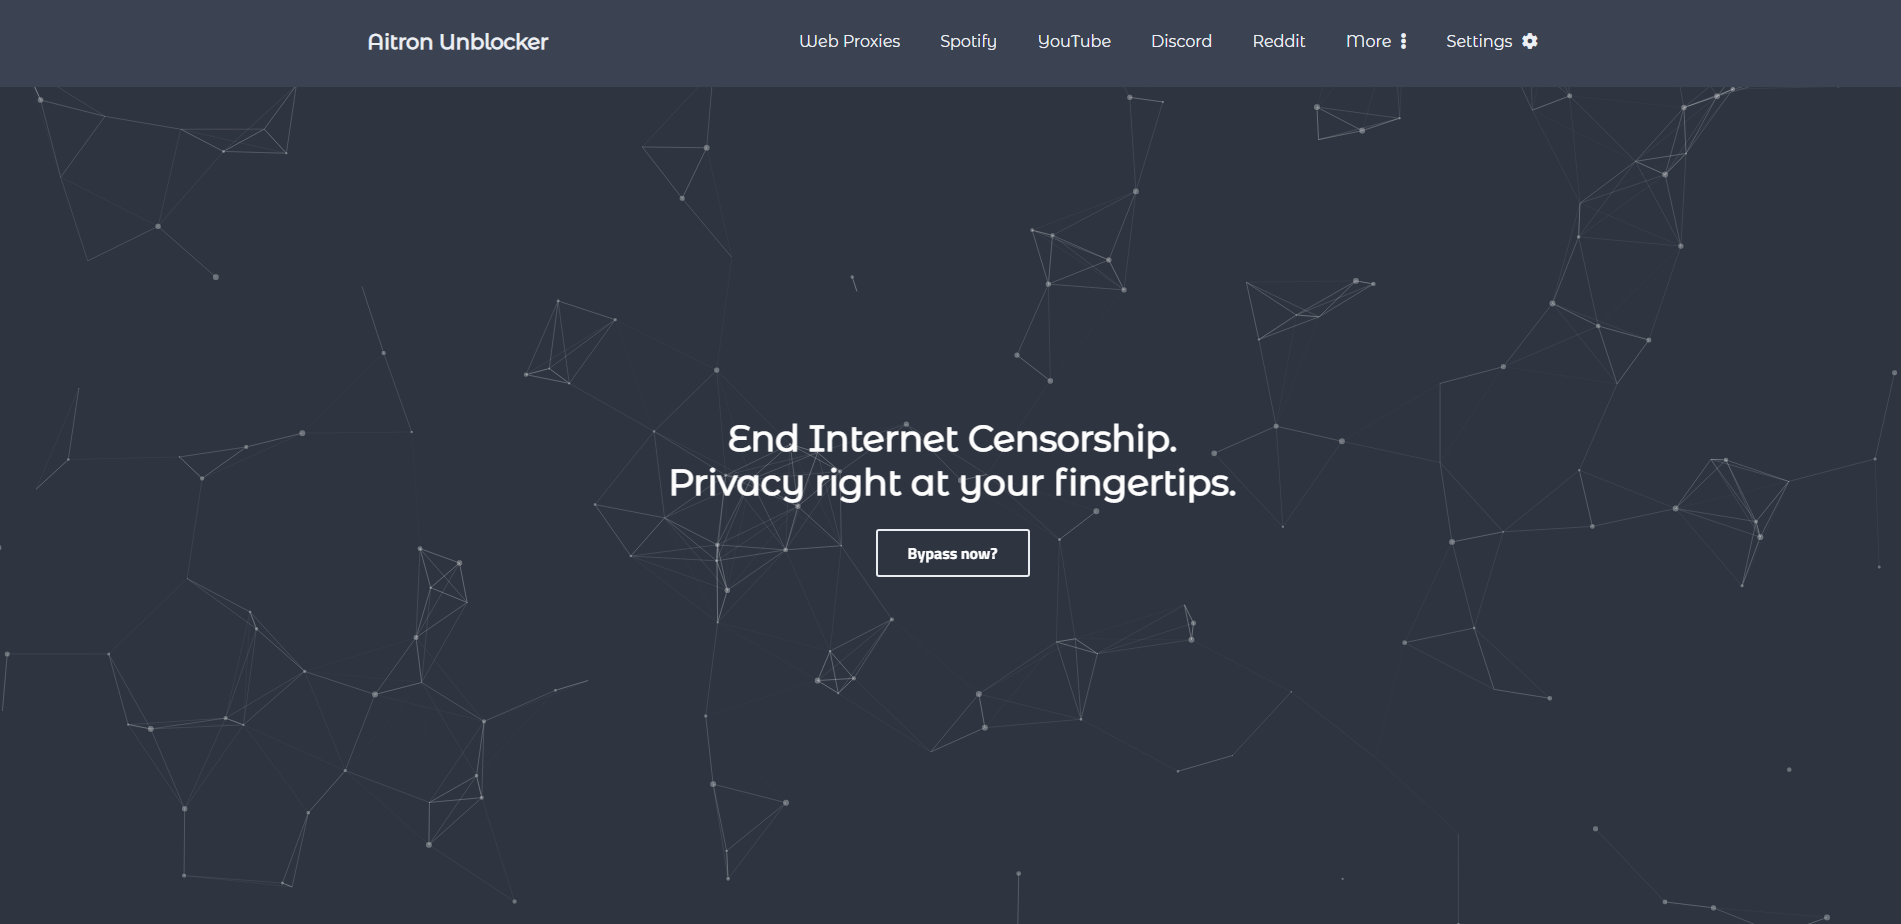 Aitron Unblocker
Web Proxies
Spotify
YouTube
Discord
Reddit
More
Settings
End Internet Censorship.
Privacy right at your fingertips.
Bypass now?